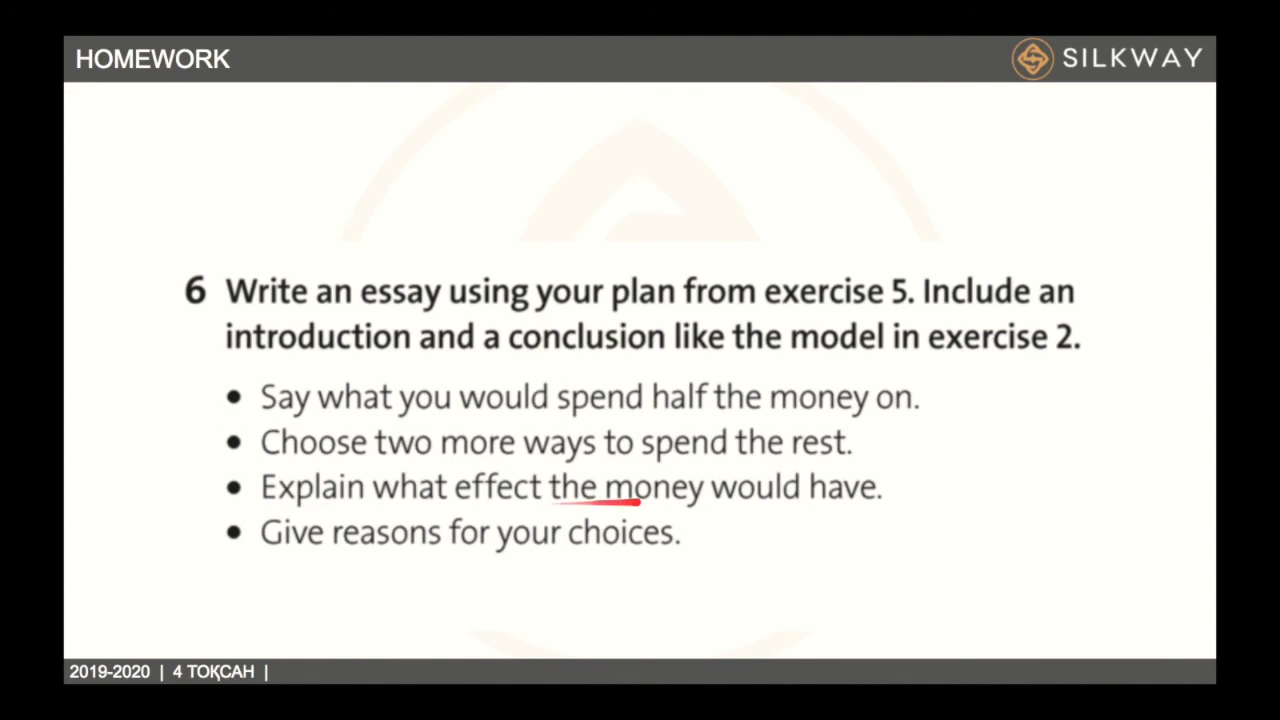 HOMEWORK
SILKWAY
6 Write an essay using your plan from exercise 5. Include an
introduction and a conclusion like the model in exercise 2.
• Say what you would spend half the money on.
• Choose two more ways to spend the rest.
• Explain what effect the money would have.
• Give reasons for your choices.
2019-2020 | 4 ТОҚСАН |